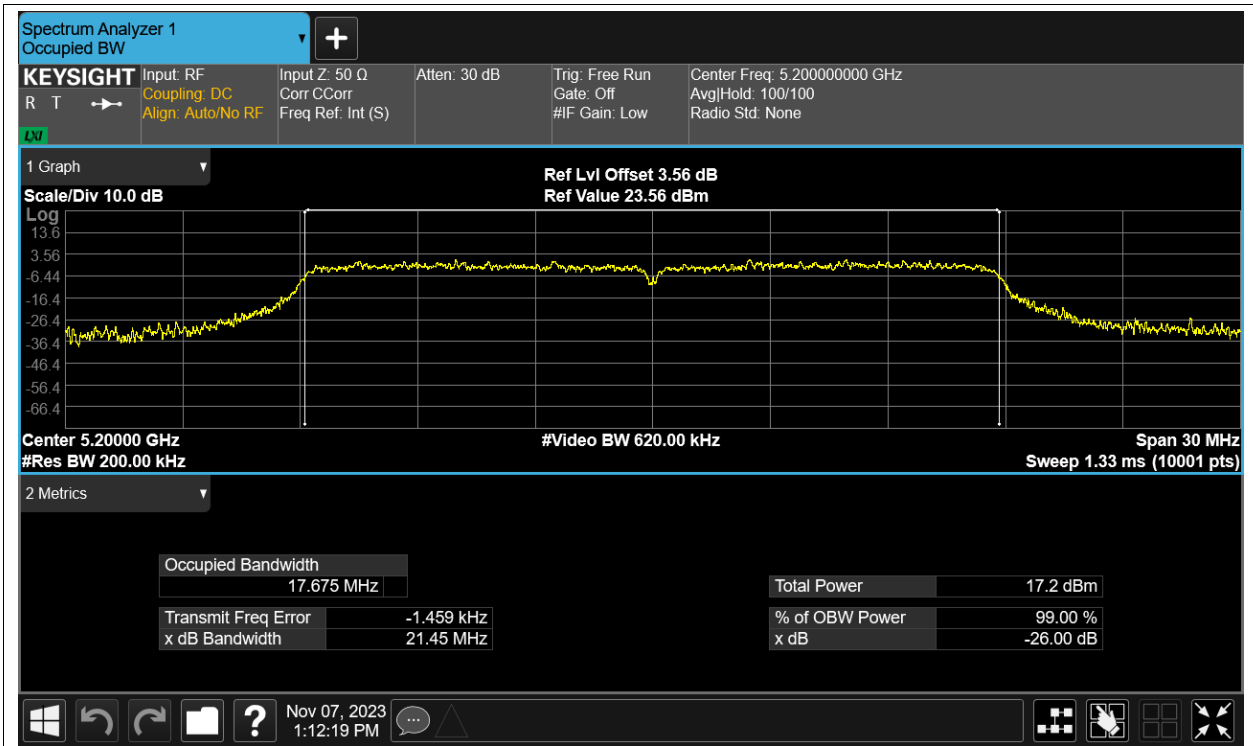 Spectrum Analyzer 1
Occupied BW
KEYSIGHT
R T
LXI
Input: RF
Coupling: DC
Align: Auto/No RF
Input Z: 50 Ω
Corr CCorr
Freq Ref: Int (S)
Atten: 30 dB
Trig: Free Run
Gate: Off
#IF Gain: Low
Center Freq: 5.200000000 GHz
Avg|Hold: 100/100
Radio Std: None
1 Graph
Scale/Div 10.0 dB
Ref Lvl Offset 3.56 dB
Ref Value 23.56 dBm
Log
13.6
3.56
-6.44
-16.4
-26.4
-36.4
-46.4
-56.4
-66.4
Center 5.20000 GHz
#Res BW 200.00 kHz
#Video BW 620.00 kHz
Span 30 MHz
Sweep 1.33 ms (10001 pts)
2 Metrics
Occupied Bandwidth
17.675 MHz
Transmit Freq Error -1.459 kHz
x dB Bandwidth 21.45 MHz
Total Power 17.2 dBm
% of OBW Power 99.00 %
x dB -26.00 dB
?
Nov 07, 2023
1:12:19 PM